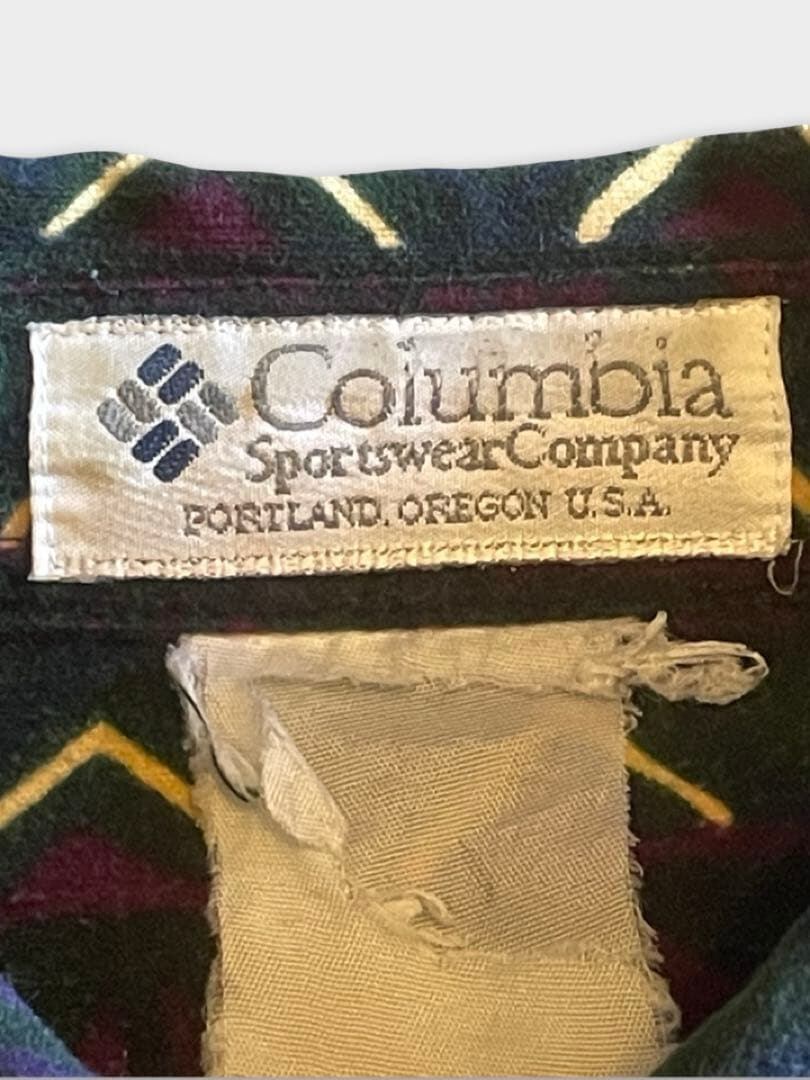 Columbia
Sportswear Company
PORTLAND, OREGON U.S.A.